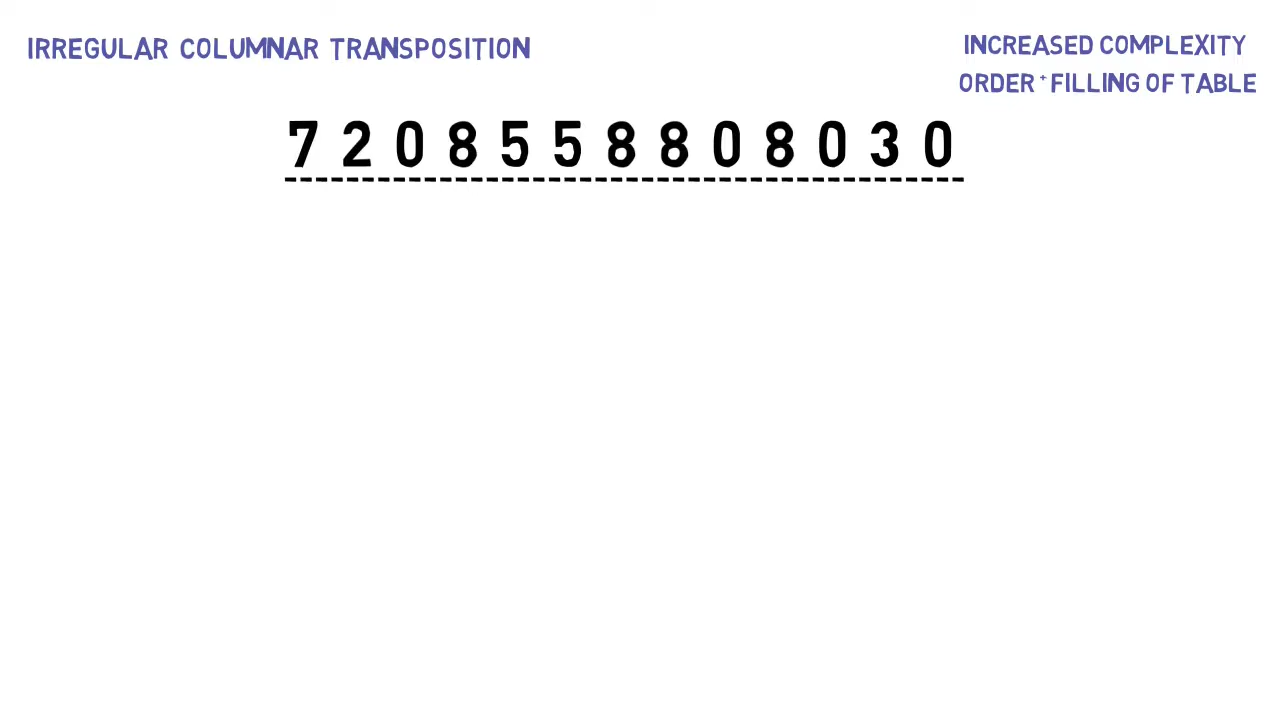 IRREGULAR COLUMNAR TRANSPOSITION
INCREASED COMPLEXITY
ORDER + FILLING OF TABLE
7 2 0 8 5 5 8 8 0 8 0 3 0